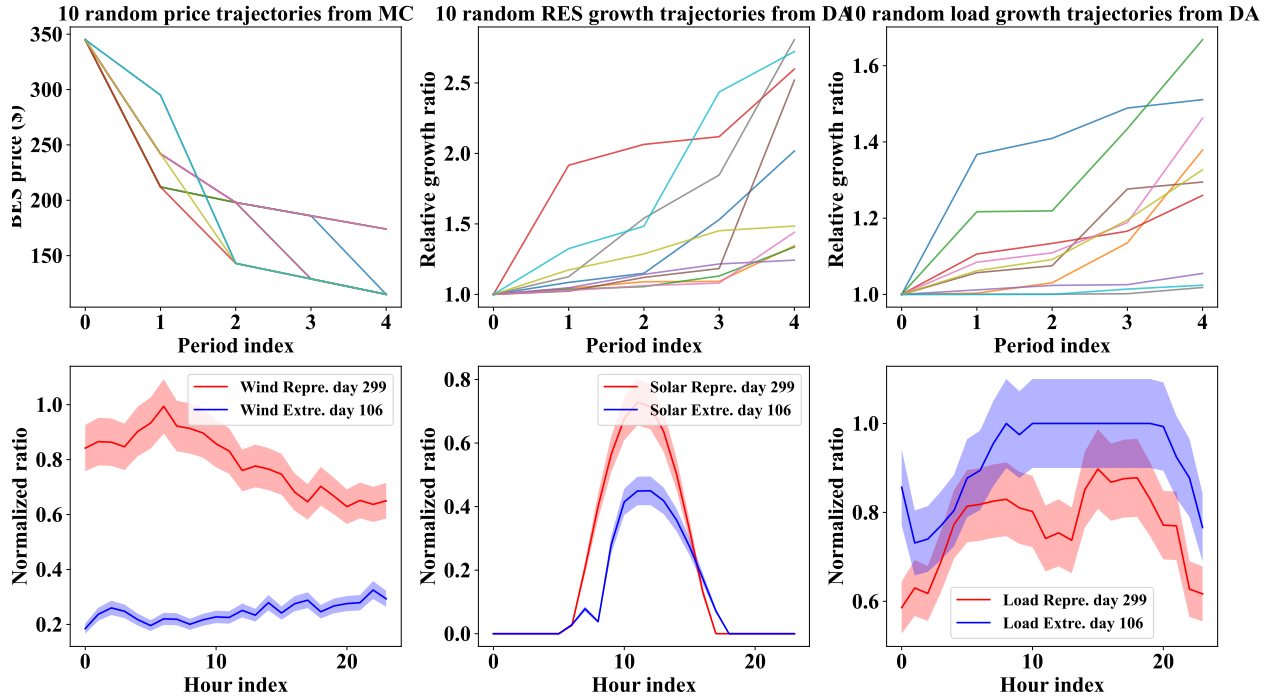 10 random price trajectories from MC
BES price ($)
350
300
250
200
150
0 1 2 3 4
Period index
10 random RES growth trajectories from DA
Relative growth ratio
2.5
2.0
1.5
1.0
0 1 2 3 4
Period index
10 random load growth trajectories from DA
Relative growth ratio
1.6
1.4
1.2
1.0
0 1 2 3 4
Period index
Normalized ratio
1.0
0.8
0.6
0.4
0.2
Wind Repre. day 299
Wind Extre. day 106
0 10 20
Hour index
Normalized ratio
0.8
0.6
0.4
0.2
0.0
Solar Repre. day 299
Solar Extre. day 106
0 10 20
Hour index
Normalized ratio
1.0
0.8
0.6
Load Repre. day 299
Load Extre. day 106
0 10 20
Hour index